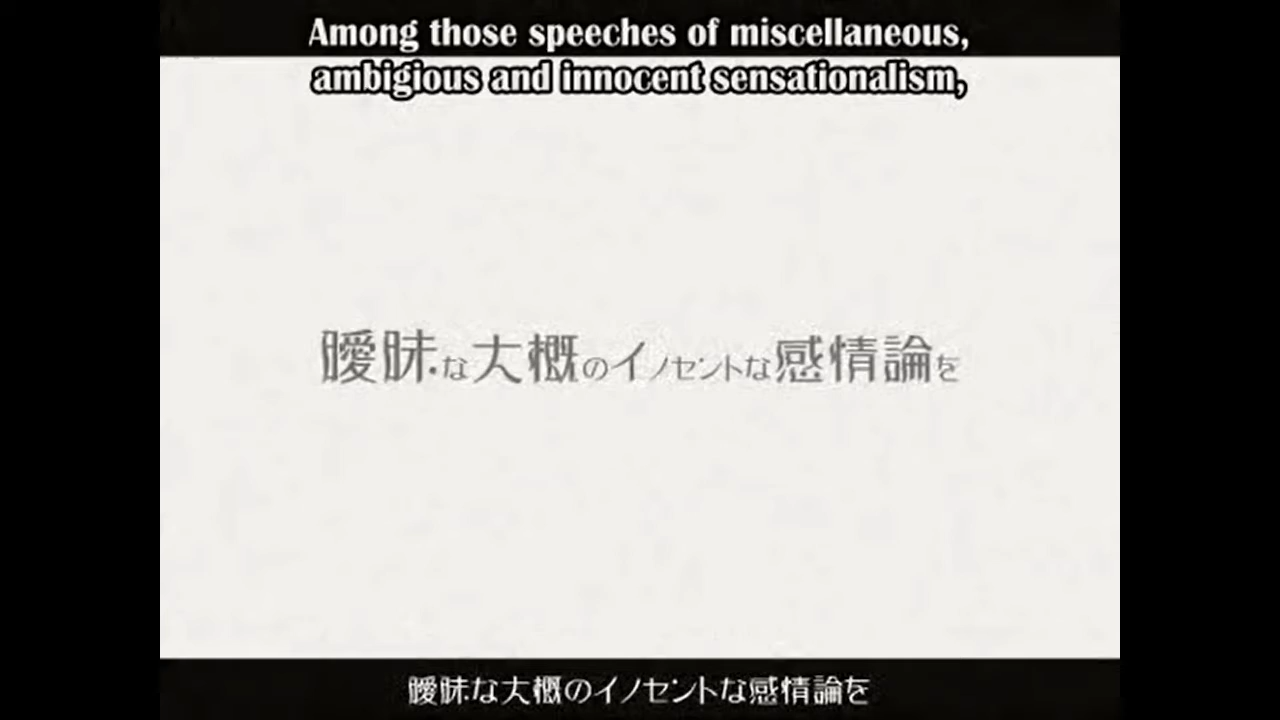 Among those speeches of miscellaneous,
ambigious and innocent sensationalism,
曖昧な大概のイノセントな感情論を
曖昧な大概のイノセントな感情論を